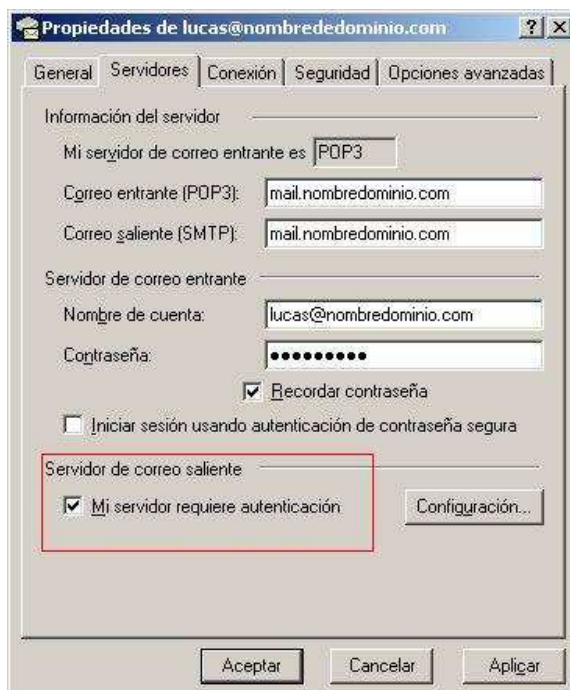 Propiedades de lucas@nombrededominio.com
General Servidores Conexión Seguridad Opciones avanzadas
Información del servidor
Mi servidor de correo entrante es POP3
Correo entrante (POP3): mail.nombredominio.com
Correo saliente (SMTP): mail.nombredominio.com
Servidor de correo entrante
Nombre de cuenta: lucas@nombredominio.com
Contraseña: ●●●●●●●●●
Recordar contraseña
Iniciar sesión usando autenticación de contraseña segura
Servidor de correo saliente
Mi servidor requiere autenticación Configuración...
Aceptar Cancelar Aplicar